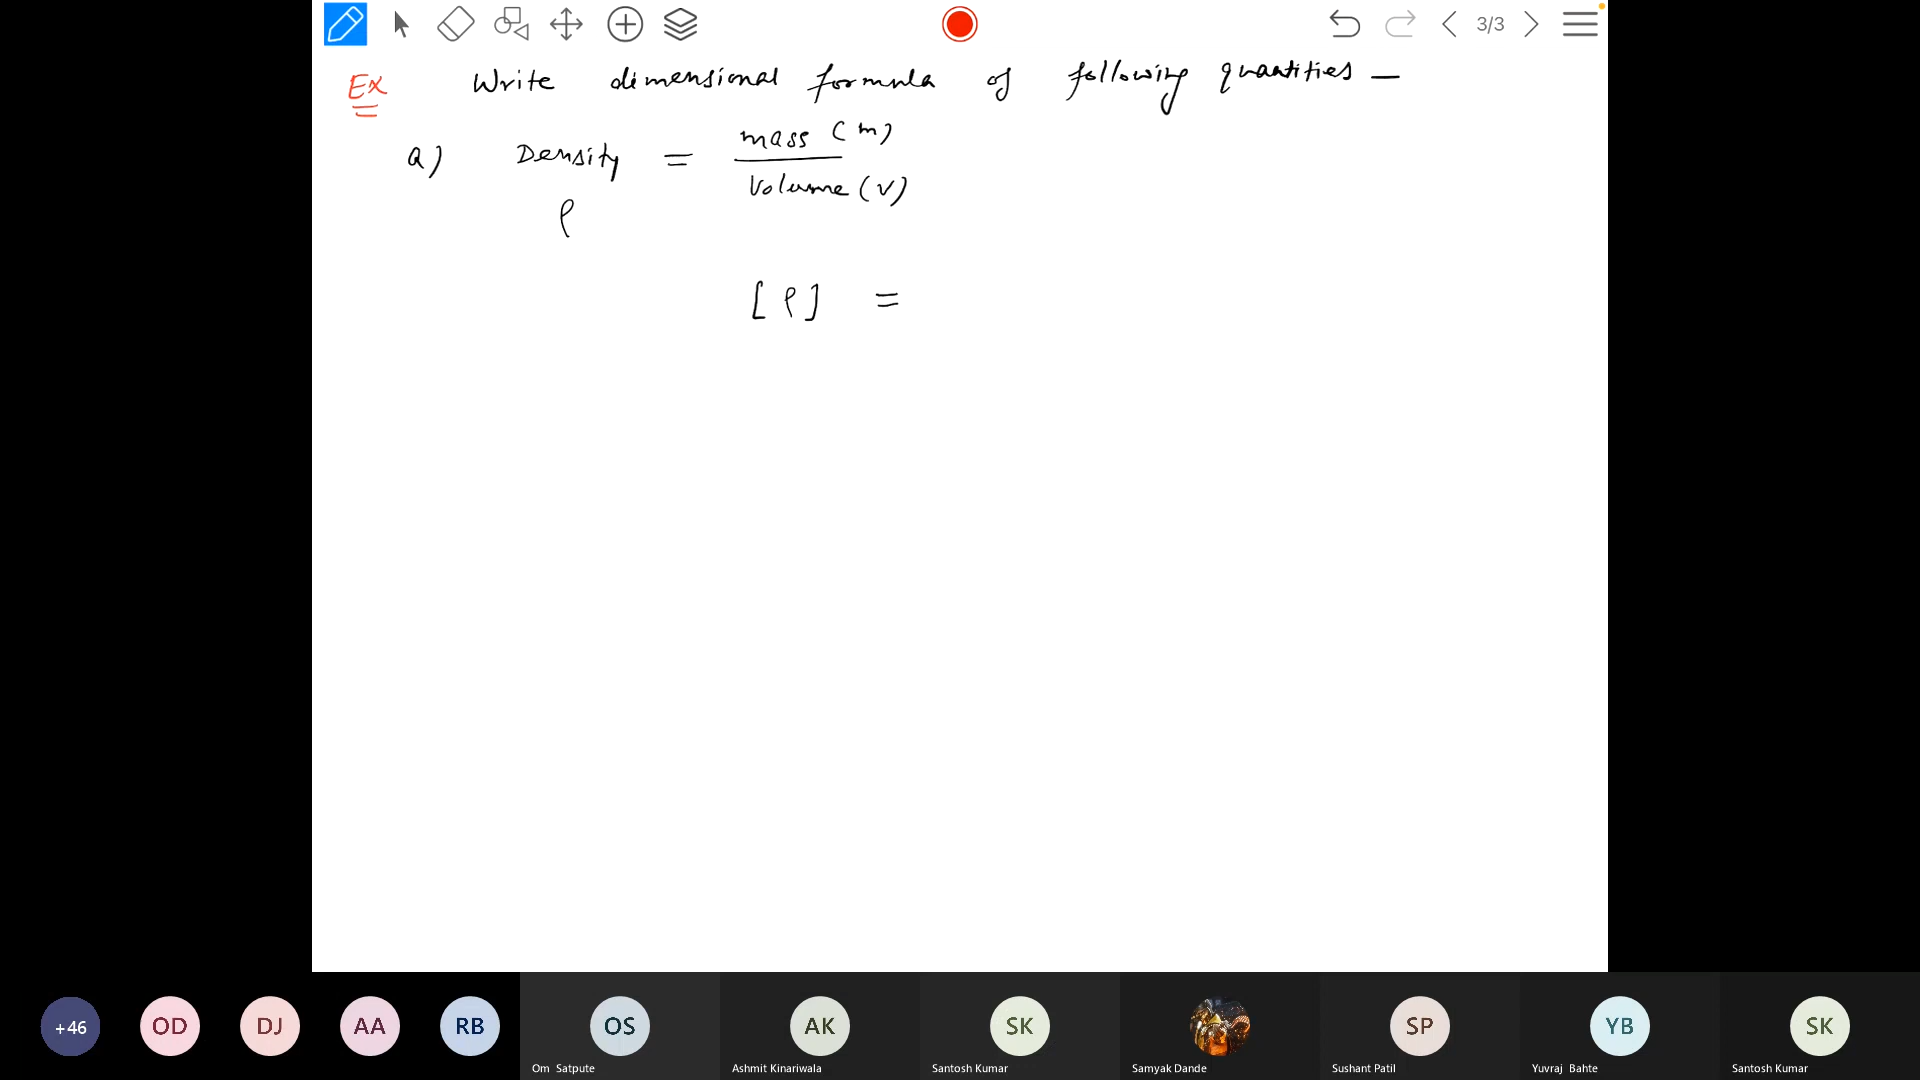 3/3
Ex Write dimensional formula of following quantities —
a) Density = mass (m)
Volume (v)
ρ
[ρ] =
+46 OD DJ AA RB OS AK SK SP YB SK
Om Satpute Ashmit Kinariwala Santosh Kumar Samyak Dande Sushant Patil Yuvraj Bahte Santosh Kumar